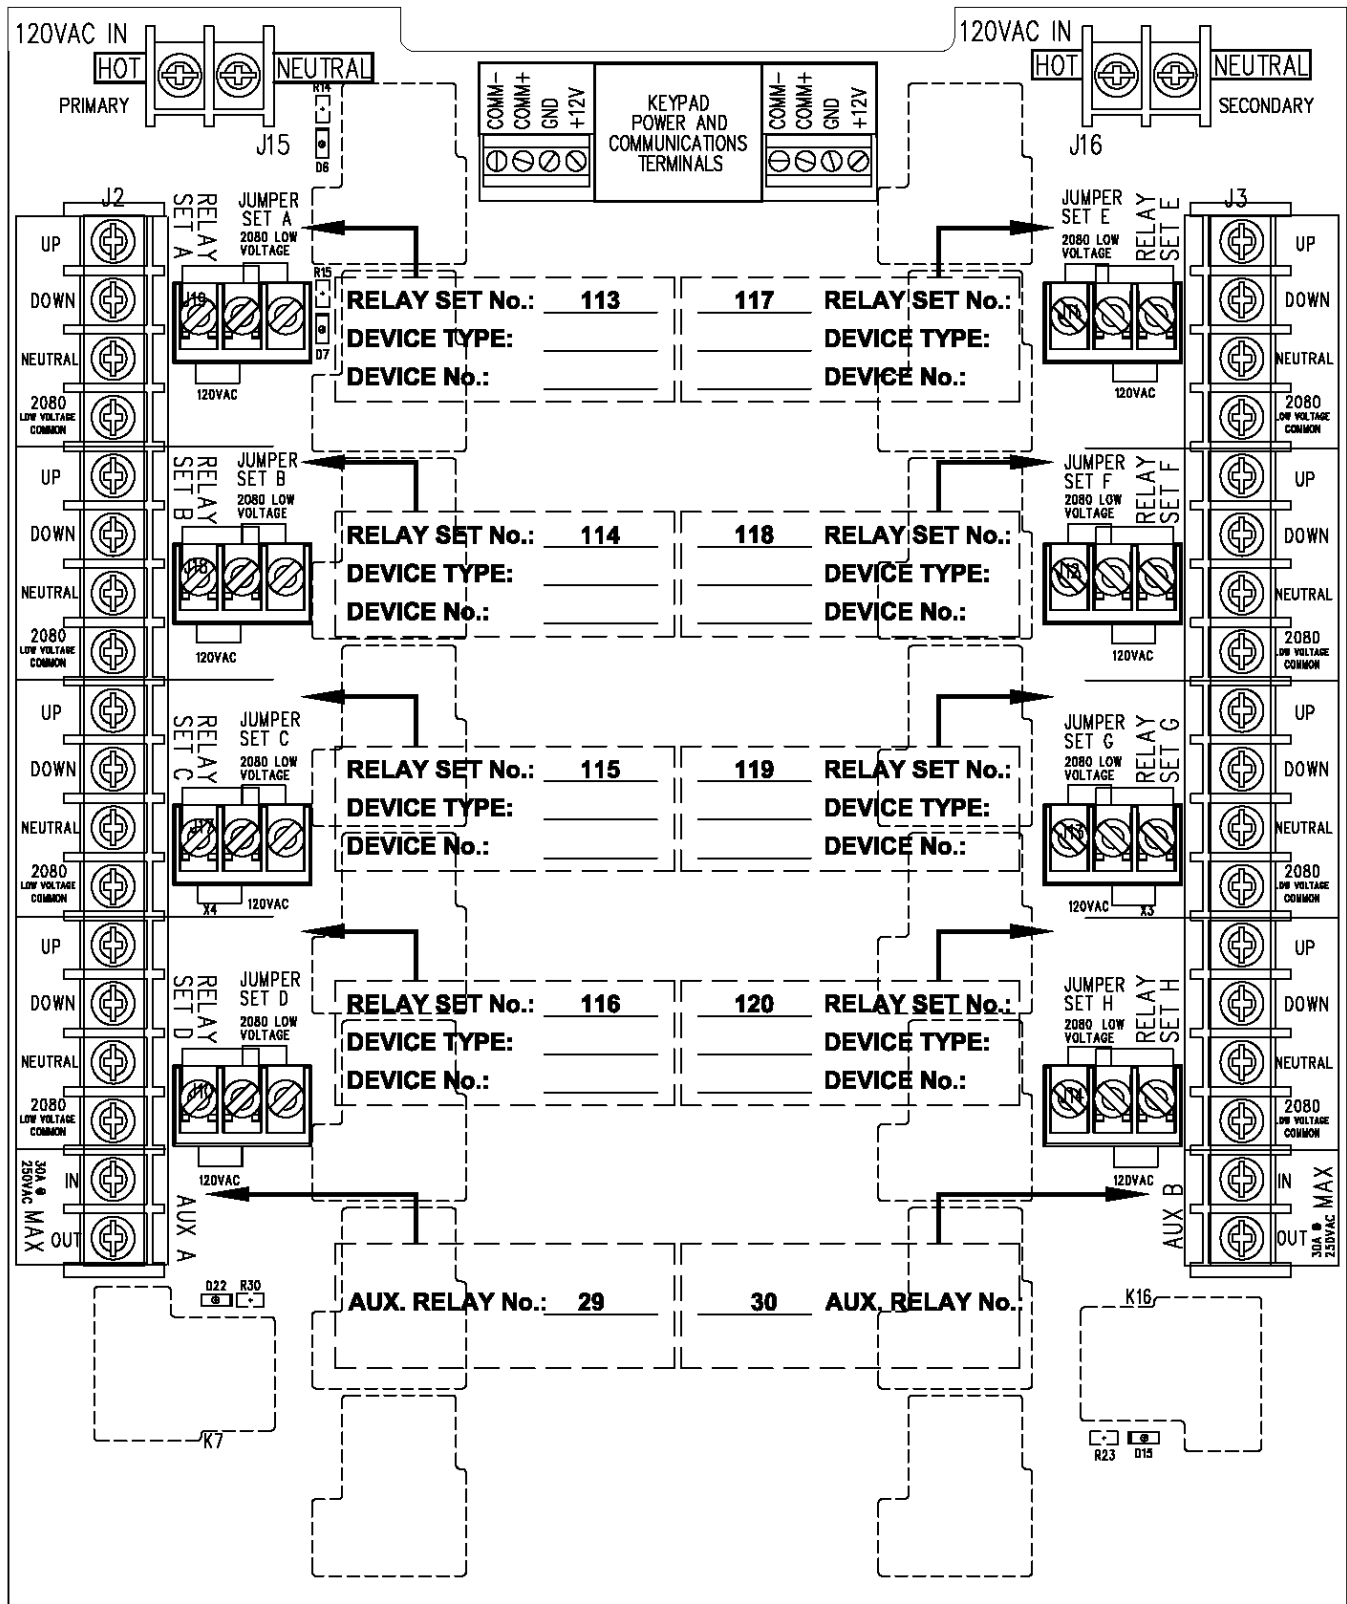 120VAC IN
HOT
NEUTRAL
PRIMARY
J15
R14
D6
COMM-
COMM+
GND
+12V
KEYPAD
POWER AND
COMMUNICATIONS
TERMINALS
COMM-
COMM+
GND
+12V
120VAC IN
HOT
NEUTRAL
SECONDARY
J16
J2
UP
DOWN
NEUTRAL
2080
LOW VOLTAGE
COMMON
RELAY
SET A
JUMPER
SET A
2080 LOW
VOLTAGE
J19
120VAC
R15
D7
RELAY SET No.: 113
DEVICE TYPE:
DEVICE No.:
117 RELAY SET No.:
DEVICE TYPE:
DEVICE No.:
JUMPER
SET E
2080 LOW
VOLTAGE
RELAY
SET E
J11
120VAC
J3
UP
DOWN
NEUTRAL
2080
LOW VOLTAGE
COMMON
UP
DOWN
NEUTRAL
2080
LOW VOLTAGE
COMMON
RELAY
SET B
JUMPER
SET B
2080 LOW
VOLTAGE
J18
120VAC
RELAY SET No.: 114
DEVICE TYPE:
DEVICE No.:
118 RELAY SET No.:
DEVICE TYPE:
DEVICE No.:
JUMPER
SET F
2080 LOW
VOLTAGE
RELAY
SET F
J12
120VAC
UP
DOWN
NEUTRAL
2080
LOW VOLTAGE
COMMON
UP
DOWN
NEUTRAL
2080
LOW VOLTAGE
COMMON
RELAY
SET C
JUMPER
SET C
2080 LOW
VOLTAGE
J17
X4
120VAC
RELAY SET No.: 115
DEVICE TYPE:
DEVICE No.:
119 RELAY SET No.:
DEVICE TYPE:
DEVICE No.:
JUMPER
SET G
2080 LOW
VOLTAGE
RELAY
SET G
J13
120VAC
X3
UP
DOWN
NEUTRAL
2080
LOW VOLTAGE
COMMON
UP
DOWN
NEUTRAL
2080
LOW VOLTAGE
COMMON
RELAY
SET D
JUMPER
SET D
2080 LOW
VOLTAGE
J10
120VAC
RELAY SET No.: 116
DEVICE TYPE:
DEVICE No.:
120 RELAY SET No.:
DEVICE TYPE:
DEVICE No.:
JUMPER
SET H
2080 LOW
VOLTAGE
RELAY
SET H
J14
120VAC
UP
DOWN
NEUTRAL
2080
LOW VOLTAGE
COMMON
30A @
250VAC MAX
IN
OUT
AUX A
AUX B
IN
OUT
30A @
250VAC MAX
D22
R30
K7
AUX. RELAY No.: 29
30 AUX. RELAY No.:
K16
R23
D15